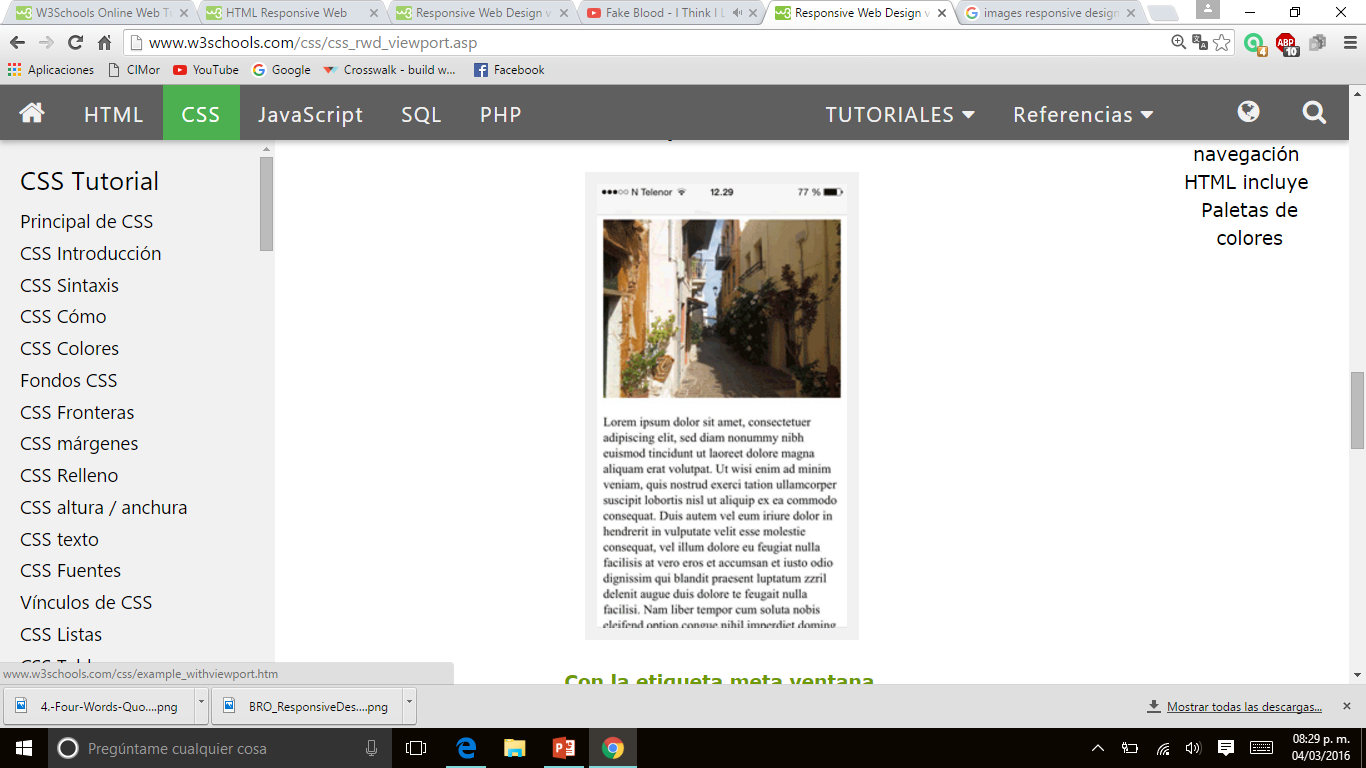 W3Schools Online Web T
HTML Responsive Web
Responsive Web Design v
Fake Blood - I Think I L
Responsive Web Design v
images responsive design
www.w3schools.com/css/css_rwd_viewport.asp
4
ABP
10
Aplicaciones
CIMor
YouTube
Google
Crosswalk - build w...
Facebook
HTML
CSS
JavaScript
SQL
PHP
TUTORIALES
Referencias
CSS Tutorial
Principal de CSS
CSS Introducción
CSS Sintaxis
CSS Cómo
CSS Colores
Fondos CSS
CSS Fronteras
CSS márgenes
CSS Relleno
CSS altura / anchura
CSS texto
CSS Fuentes
Vínculos de CSS
CSS Listas
N Telenor
12.29
77 %
Lorem ipsum dolor sit amet, consectetuer
adipiscing elit, sed diam nonummy nibh
euismod tincidunt ut laoreet dolore magna
aliquam erat volutpat. Ut wisi enim ad minim
veniam, quis nostrud exerci tation ullamcorper
suscipit lobortis nisl ut aliquip ex ea commodo
consequat. Duis autem vel eum iriure dolor in
hendrerit in vulputate velit esse molestie
consequat, vel illum dolore eu feugiat nulla
facilisis at vero eros et accumsan et iusto odio
dignissim qui blandit praesent luptatum zzril
delenit augue duis dolore te feugait nulla
facilisi. Nam liber tempor cum soluta nobis
eleifend option congue nihil imperdiet doming
Con la etiqueta meta ventana
navegación
HTML incluye
Paletas de
colores
www.w3schools.com/css/example_withviewport.htm
4.-Four-Words-Quo....png
BRO_ResponsiveDes....png
Mostrar todas las descargas...
Pregúntame cualquier cosa
08:29 p. m.
04/03/2016